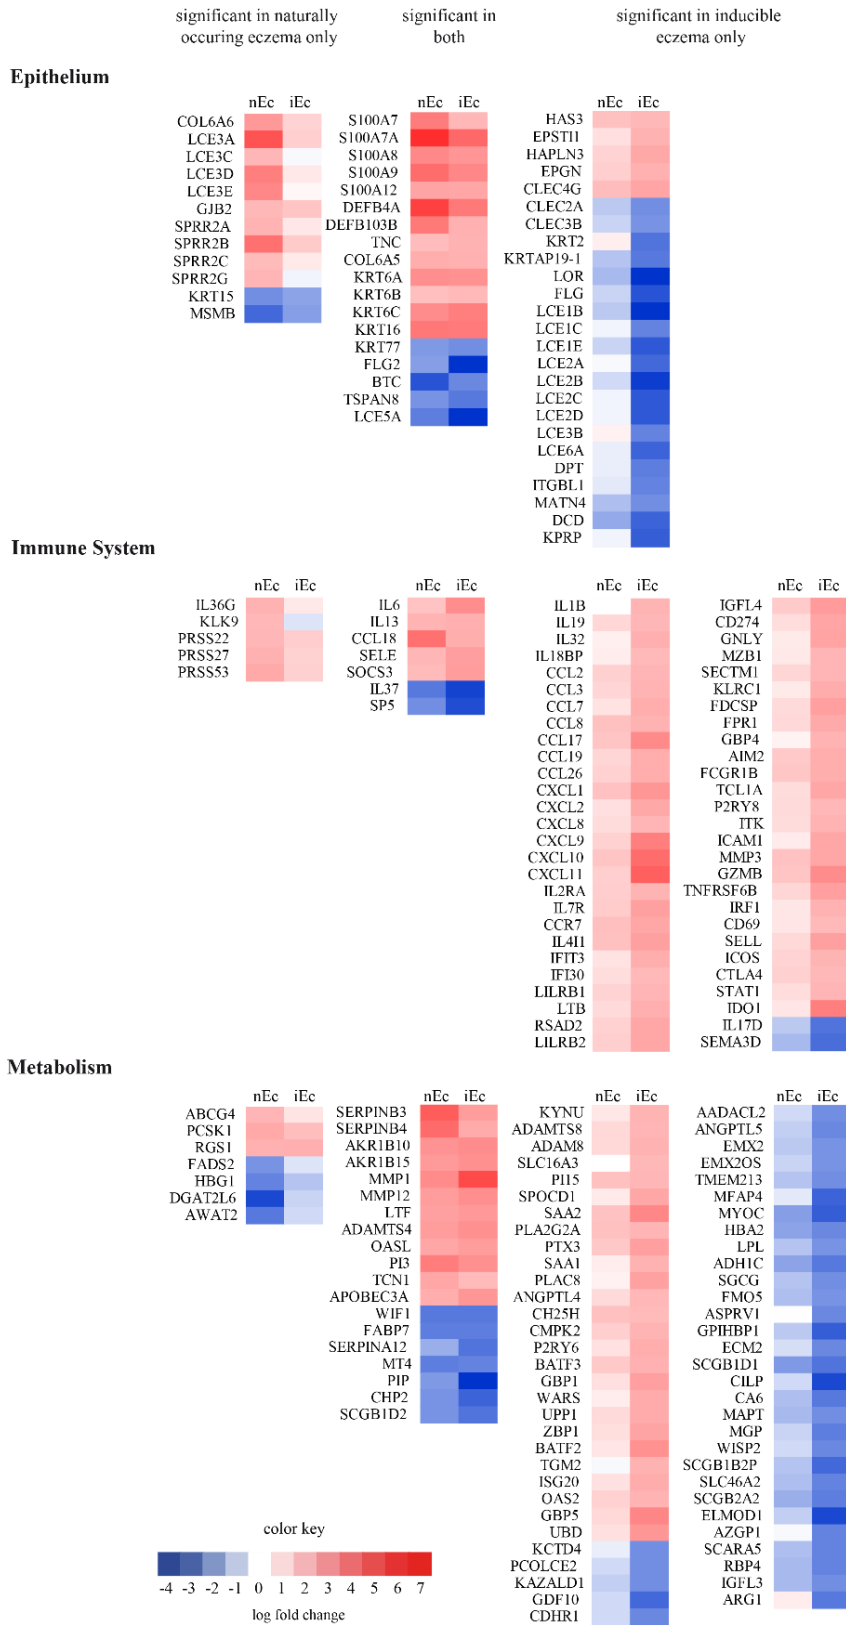 significant in naturally
occuring eczema only
significant in
both
significant in inducible
eczema only
Epithelium
nEc iEc
COL6A6
LCE3A
LCE3C
LCE3D
LCE3E
GJB2
SPRR2A
SPRR2B
SPRR2C
SPRR2G
KRT15
MSMB
nEc iEc
S100A7
S100A7A
S100A8
S100A9
S100A12
DEFB4A
DEFB103B
TNC
COL6A5
KRT6A
KRT6B
KRT6C
KRT16
KRT77
FLG2
BTC
TSPAN8
LCE5A
nEc iEc
HAS3
EPSTI1
HAPLN3
EPGN
CLEC4G
CLEC2A
CLEC3B
KRT2
KRTAP19-1
LOR
FLG
LCE1B
LCE1C
LCE1E
LCE2A
LCE2B
LCE2C
LCE2D
LCE3B
LCE6A
DPT
ITGBL1
MATN4
DCD
KPRP
Immune System
nEc iEc
IL36G
KLK9
PRSS22
PRSS27
PRSS53
nEc iEc
IL6
IL13
CCL18
SELE
SOCS3
IL37
SP5
nEc iEc
IL1B
IL19
IL32
IL18BP
CCL2
CCL3
CCL7
CCL8
CCL17
CCL19
CCL26
CXCL1
CXCL2
CXCL8
CXCL9
CXCL10
CXCL11
IL2RA
IL7R
CCR7
IL4I1
IFIT3
IFI30
LILRB1
LTB
RSAD2
LILRB2
nEc iEc
IGFL4
CD274
GNLY
MZB1
SECTM1
KLRC1
FDCSP
FPR1
GBP4
AIM2
FCGR1B
TCL1A
P2RY8
ITK
ICAM1
MMP3
GZMB
TNFRSF6B
IRF1
CD69
SELL
ICOS
CTLA4
STAT1
IDO1
IL17D
SEMA3D
Metabolism
nEc iEc
ABCG4
PCSK1
RGS1
FADS2
HBG1
DGAT2L6
AWAT2
nEc iEc
SERPINB3
SERPINB4
AKR1B10
AKR1B15
MMP1
MMP12
LTF
ADAMTS4
OASL
PI3
TCN1
APOBEC3A
WIF1
FABP7
SERPINA12
MT4
PIP
CHP2
SCGB1D2
nEc iEc
KYNU
ADAMTS8
ADAM8
SLC16A3
PI15
SPOCD1
SAA2
PLA2G2A
PTX3
SAA1
PLAC8
ANGPTL4
CH25H
CMPK2
P2RY6
BATF3
GBP1
WARS
UPP1
ZBP1
BATF2
TGM2
ISG20
OAS2
GBP5
UBD
KCTD4
PCOLCE2
KAZALD1
GDF10
CDHR1
nEc iEc
AADACL2
ANGPTL5
EMX2
EMX2OS
TMEM213
MFAP4
MYOC
HBA2
LPL
ADH1C
SGCG
FMO5
ASPRV1
GPIHBP1
ECM2
SCGB1D1
CILP
CA6
MAPT
MGP
WISP2
SCGB1B2P
SLC46A2
SCGB2A2
ELMOD1
AZGP1
SCARA5
RBP4
IGFL3
ARG1
color key
-4 -3 -2 -1 0 1 2 3 4 5 6 7
log fold change